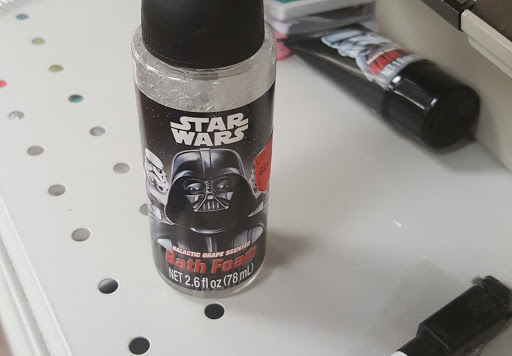 STAR
WARS
GALACTIC GRAPE SCENTED
Bath Foam
NET 2.6 fl oz (78 mL)